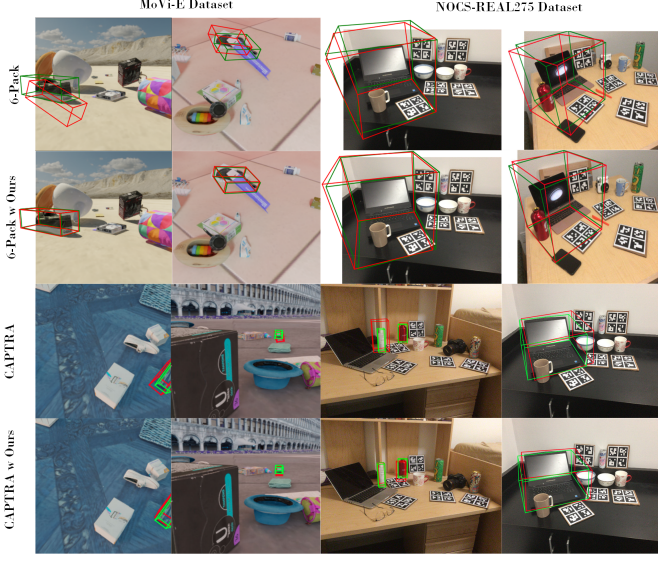 MoVi-E Dataset
NOCS-REAL275 Dataset
6-Pack
6-Pack w Ours
CAPTRA
CAPTRA w Ours